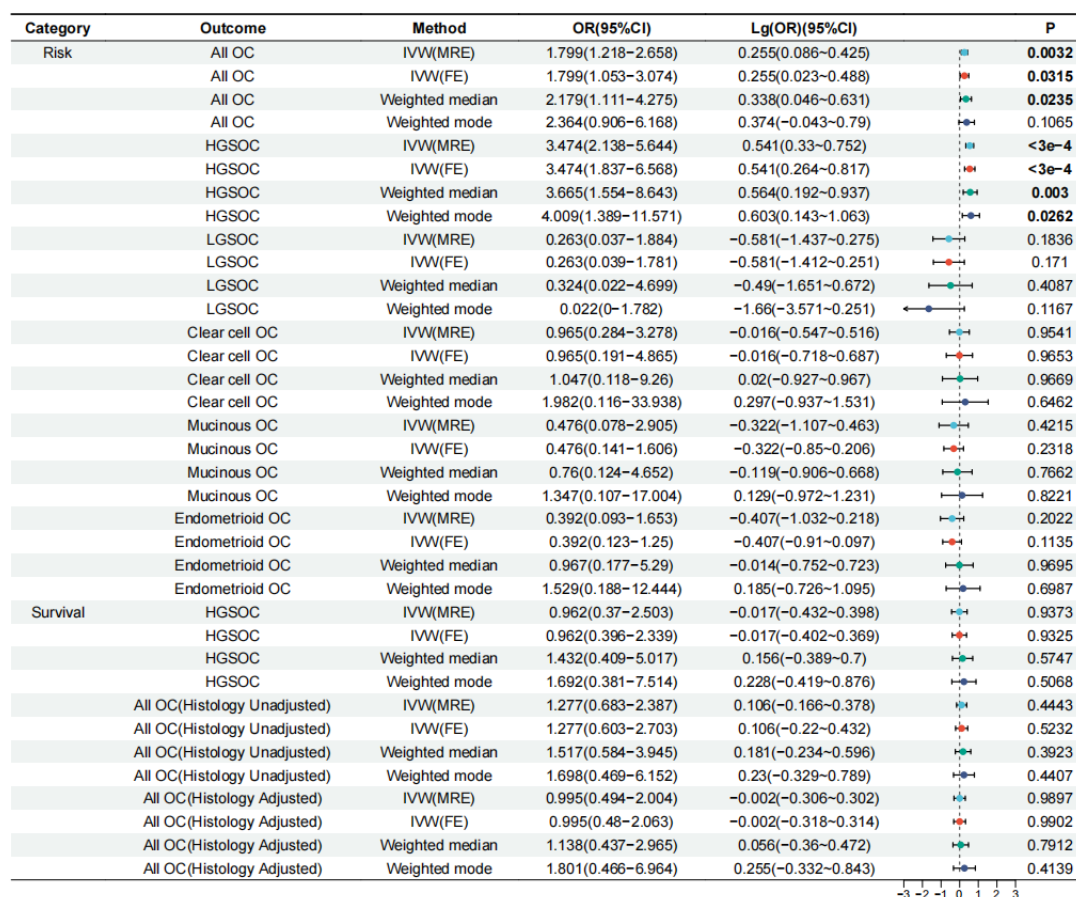 Category Outcome Method OR(95%CI) Lg(OR)(95%CI) P
Risk All OC IVW(MRE) 1.799(1.218−2.658) 0.255(0.086~0.425) 0.0032
All OC IVW(FE) 1.799(1.053−3.074) 0.255(0.023~0.488) 0.0315
All OC Weighted median 2.179(1.111−4.275) 0.338(0.046~0.631) 0.0235
All OC Weighted mode 2.364(0.906−6.168) 0.374(−0.043~0.79) 0.1065
HGSOC IVW(MRE) 3.474(2.138−5.644) 0.541(0.33~0.752) <3e−4
HGSOC IVW(FE) 3.474(1.837−6.568) 0.541(0.264~0.817) <3e−4
HGSOC Weighted median 3.665(1.554−8.643) 0.564(0.192~0.937) 0.003
HGSOC Weighted mode 4.009(1.389−11.571) 0.603(0.143~1.063) 0.0262
LGSOC IVW(MRE) 0.263(0.037−1.884) −0.581(−1.437~0.275) 0.1836
LGSOC IVW(FE) 0.263(0.039−1.781) −0.581(−1.412~0.251) 0.171
LGSOC Weighted median 0.324(0.022−4.699) −0.49(−1.651~0.672) 0.4087
LGSOC Weighted mode 0.022(0−1.782) −1.66(−3.571~0.251) 0.1167
Clear cell OC IVW(MRE) 0.965(0.284−3.278) −0.016(−0.547~0.516) 0.9541
Clear cell OC IVW(FE) 0.965(0.191−4.865) −0.016(−0.718~0.687) 0.9653
Clear cell OC Weighted median 1.047(0.118−9.26) 0.02(−0.927~0.967) 0.9669
Clear cell OC Weighted mode 1.982(0.116−33.938) 0.297(−0.937~1.531) 0.6462
Mucinous OC IVW(MRE) 0.476(0.078−2.905) −0.322(−1.107~0.463) 0.4215
Mucinous OC IVW(FE) 0.476(0.141−1.606) −0.322(−0.85~0.206) 0.2318
Mucinous OC Weighted median 0.76(0.124−4.652) −0.119(−0.906~0.668) 0.7662
Mucinous OC Weighted mode 1.347(0.107−17.004) 0.129(−0.972~1.231) 0.8221
Endometrioid OC IVW(MRE) 0.392(0.093−1.653) −0.407(−1.032~0.218) 0.2022
Endometrioid OC IVW(FE) 0.392(0.123−1.25) −0.407(−0.91~0.097) 0.1135
Endometrioid OC Weighted median 0.967(0.177−5.29) −0.014(−0.752~0.723) 0.9695
Endometrioid OC Weighted mode 1.529(0.188−12.444) 0.185(−0.726~1.095) 0.6987
Survival HGSOC IVW(MRE) 0.962(0.37−2.503) −0.017(−0.432~0.398) 0.9373
HGSOC IVW(FE) 0.962(0.396−2.339) −0.017(−0.402~0.369) 0.9325
HGSOC Weighted median 1.432(0.409−5.017) 0.156(−0.389~0.7) 0.5747
HGSOC Weighted mode 1.692(0.381−7.514) 0.228(−0.419~0.876) 0.5068
All OC(Histology Unadjusted) IVW(MRE) 1.277(0.683−2.387) 0.106(−0.166~0.378) 0.4443
All OC(Histology Unadjusted) IVW(FE) 1.277(0.603−2.703) 0.106(−0.22~0.432) 0.5232
All OC(Histology Unadjusted) Weighted median 1.517(0.584−3.945) 0.181(−0.234~0.596) 0.3923
All OC(Histology Unadjusted) Weighted mode 1.698(0.469−6.152) 0.23(−0.329~0.789) 0.4407
All OC(Histology Adjusted) IVW(MRE) 0.995(0.494−2.004) −0.002(−0.306~0.302) 0.9897
All OC(Histology Adjusted) IVW(FE) 0.995(0.48−2.063) −0.002(−0.318~0.314) 0.9902
All OC(Histology Adjusted) Weighted median 1.138(0.437−2.965) 0.056(−0.36~0.472) 0.7912
All OC(Histology Adjusted) Weighted mode 1.801(0.466−6.964) 0.255(−0.332~0.843) 0.4139
−3 −2 −1 0 1 2 3